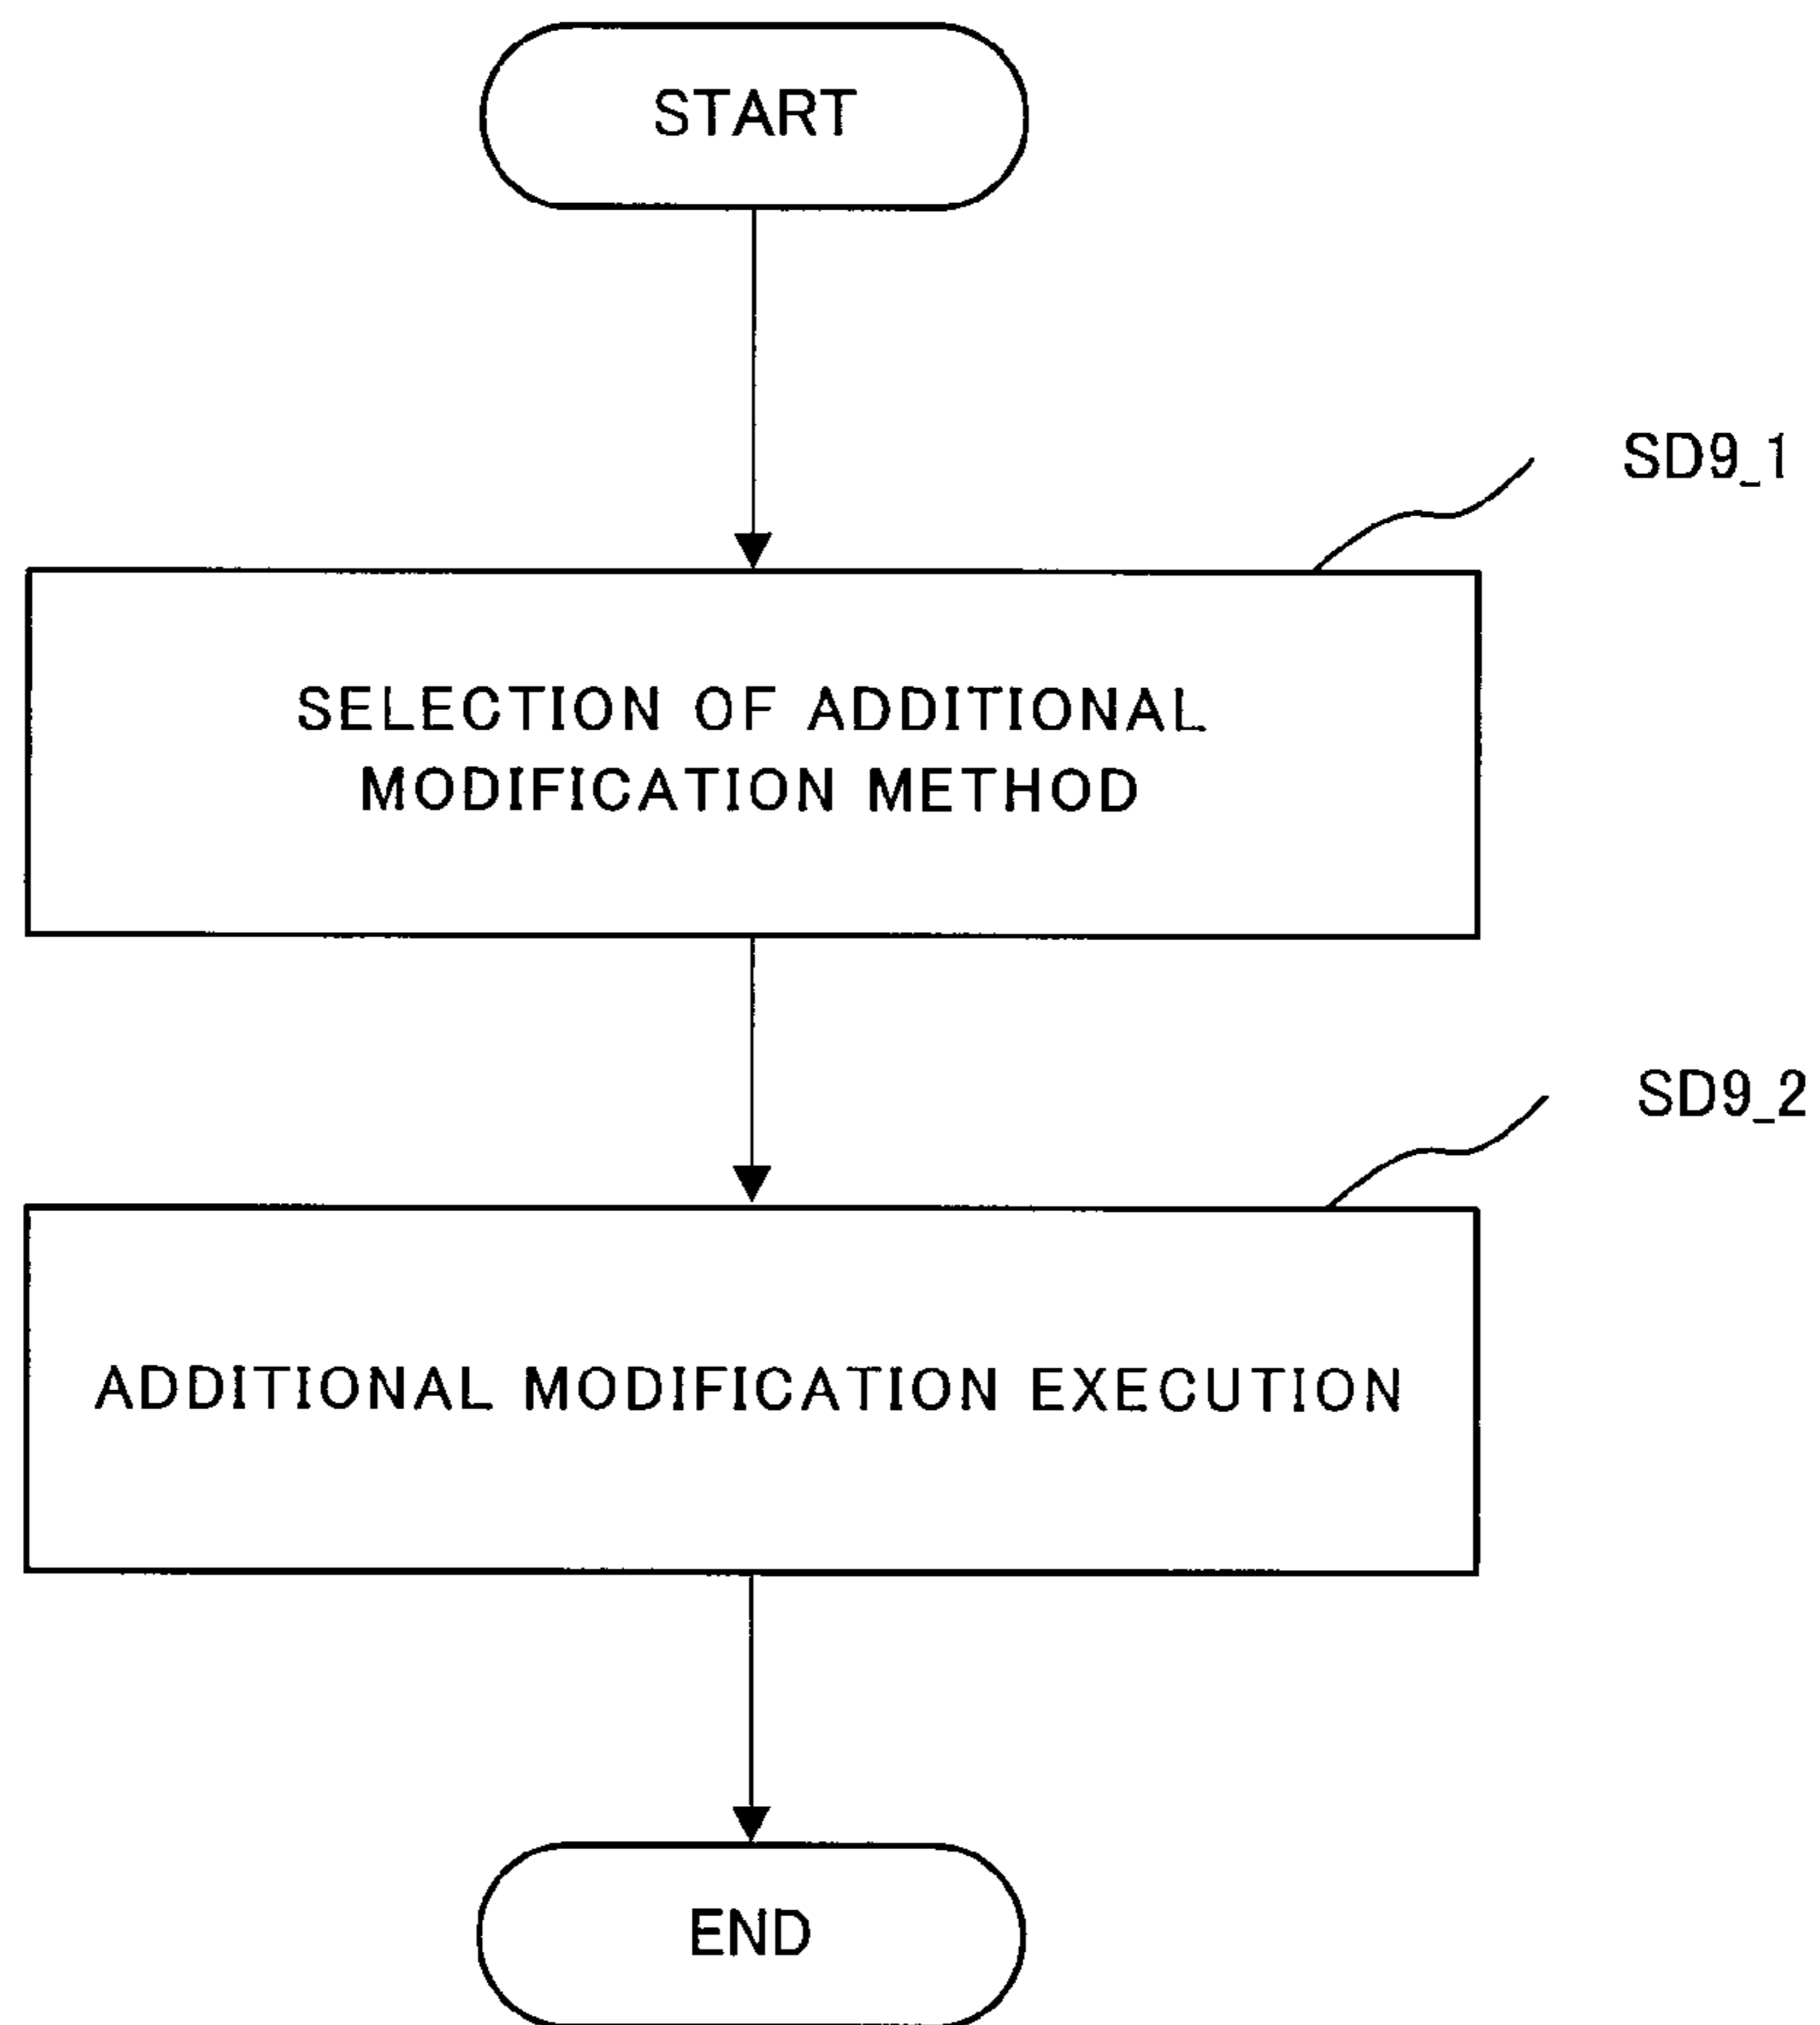 START
SD9_1
SELECTION OF ADDITIONAL
MODIFICATION METHOD
SD9_2
ADDITIONAL MODIFICATION EXECUTION
END